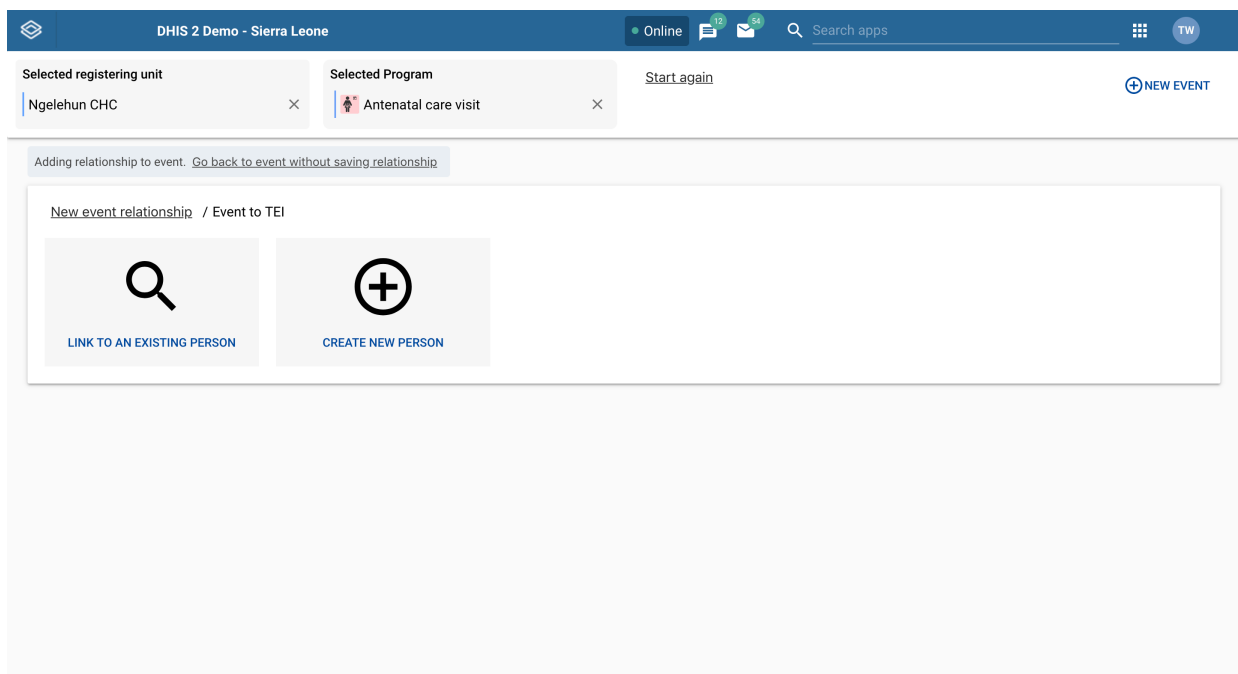 DHIS 2 Demo - Sierra Leone
Online
12
54
Search apps
TW
Selected registering unit
Ngelehun CHC
Selected Program
Antenatal care visit
Start again
NEW EVENT
Adding relationship to event. Go back to event without saving relationship
New event relationship / Event to TEI
LINK TO AN EXISTING PERSON
CREATE NEW PERSON